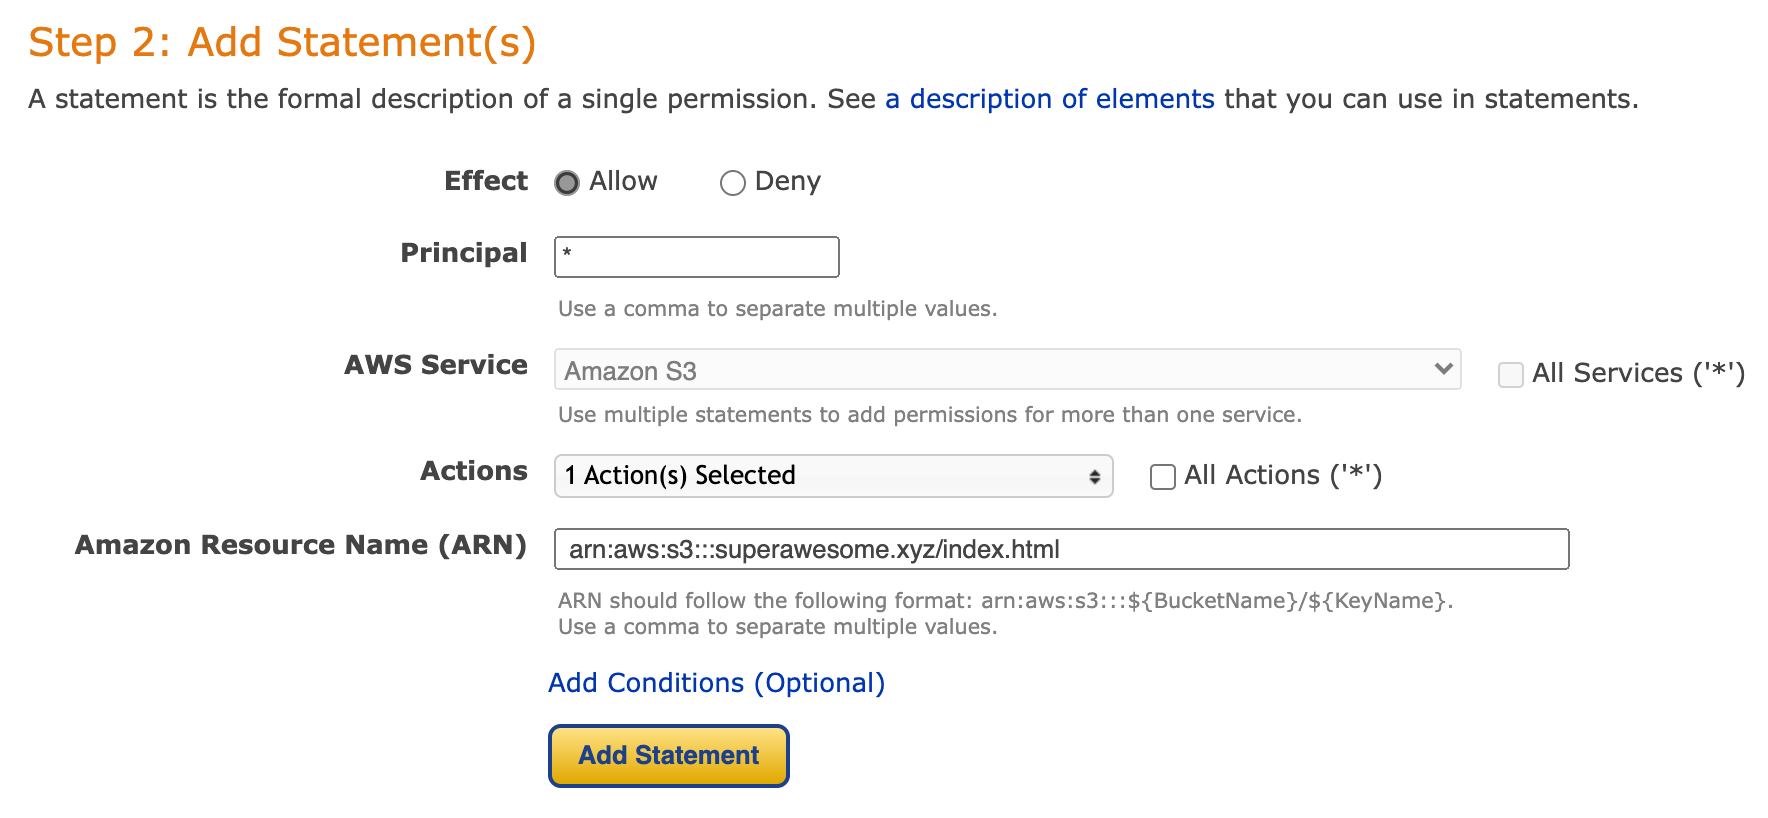 Step 2: Add Statement(s)
A statement is the formal description of a single permission. See a description of elements that you can use in statements.
Effect Allow Deny
Principal *
Use a comma to separate multiple values.
AWS Service Amazon S3 All Services ('*')
Use multiple statements to add permissions for more than one service.
Actions 1 Action(s) Selected All Actions ('*')
Amazon Resource Name (ARN) arn:aws:s3:::superawesome.xyz/index.html
ARN should follow the following format: arn:aws:s3:::${BucketName}/${KeyName}.
Use a comma to separate multiple values.
Add Conditions (Optional)
Add Statement